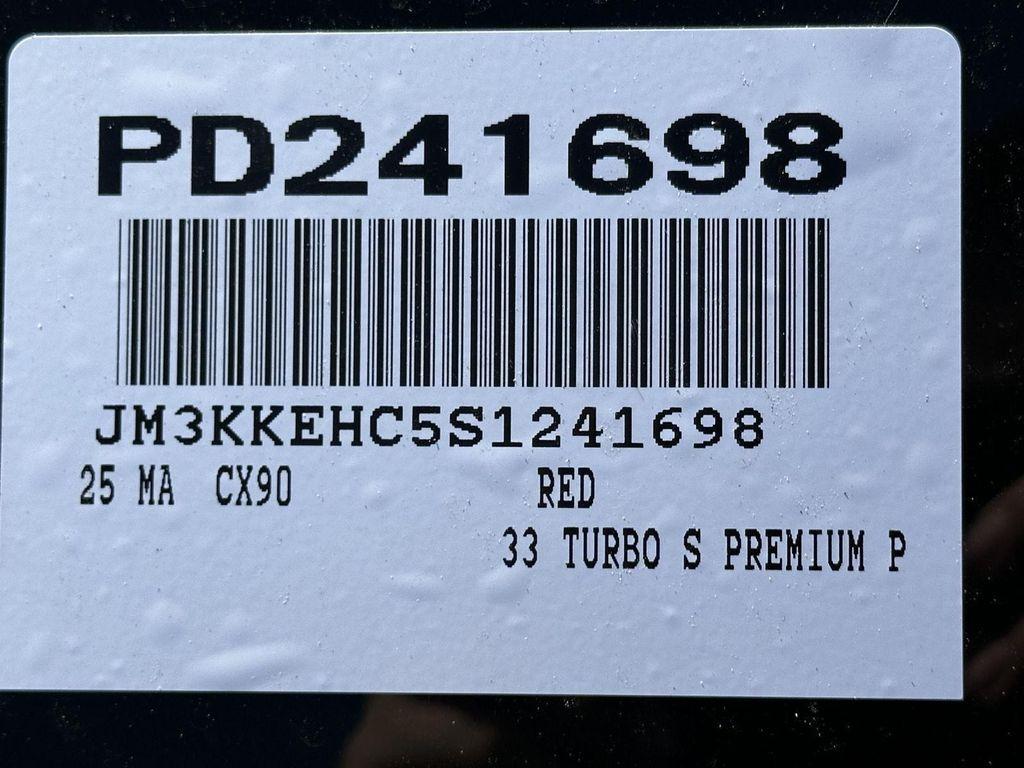 PD241698
JM3KKEHC5S1241698
25 MA CX90 RED
33 TURBO S PREMIUM P